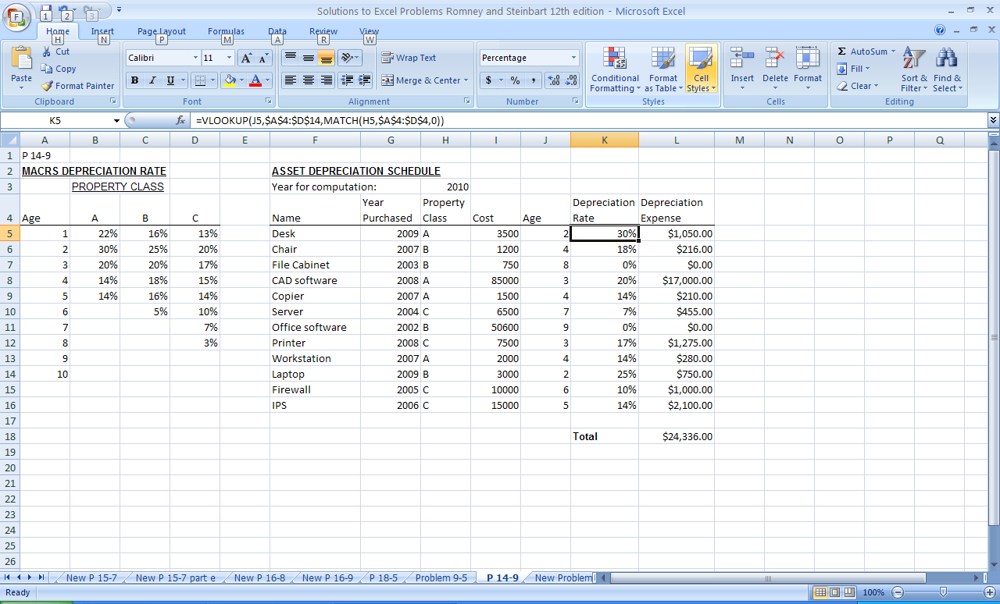 Solutions to Excel Problems Romney and Steinbart 12th edition - Microsoft Excel
F 1 2 3
Home Insert Page Layout Formulas Data Review View
H N P M A R W
Paste Cut Copy Format Painter
Calibri 11 B I U
Wrap Text Merge & Center
Percentage $ % ,
Conditional Formatting Format as Table Cell Styles
Insert Delete Format
Σ AutoSum Fill Clear Sort & Filter Find & Select
Clipboard Font Alignment Number Styles Cells Editing
K5 fx =VLOOKUP(J5,$A$4:$D$14,MATCH(H5,$A$4:$D$4,0))
A B C D E F G H I J K L M N O P Q
1 P 14-9
2 MACRS DEPRECIATION RATE ASSET DEPRECIATION SCHEDULE
3 PROPERTY CLASS Year for computation: 2010
4 Age A B C Name Year Purchased Property Class Cost Age Depreciation Rate Depreciation Expense
5 1 22% 16% 13% Desk 2009 A 3500 2 30% $1,050.00
6 2 30% 25% 20% Chair 2007 B 1200 4 18% $216.00
7 3 20% 20% 17% File Cabinet 2003 B 750 8 0% $0.00
8 4 14% 18% 15% CAD software 2008 A 85000 3 20% $17,000.00
9 5 14% 16% 14% Copier 2007 A 1500 4 14% $210.00
10 6 5% 10% Server 2004 C 6500 7 7% $455.00
11 7 7% Office software 2002 B 50600 9 0% $0.00
12 8 3% Printer 2008 C 7500 3 17% $1,275.00
13 9 Workstation 2007 A 2000 4 14% $280.00
14 10 Laptop 2009 B 3000 2 25% $750.00
15 Firewall 2005 C 10000 6 10% $1,000.00
16 IPS 2006 C 15000 5 14% $2,100.00
17
18 Total $24,336.00
19
20
21
22
23
24
25
26
New P 15-7 New P 15-7 part e New P 16-8 New P 16-9 P 18-5 Problem 9-5 P 14-9 New Problem
Ready 100%